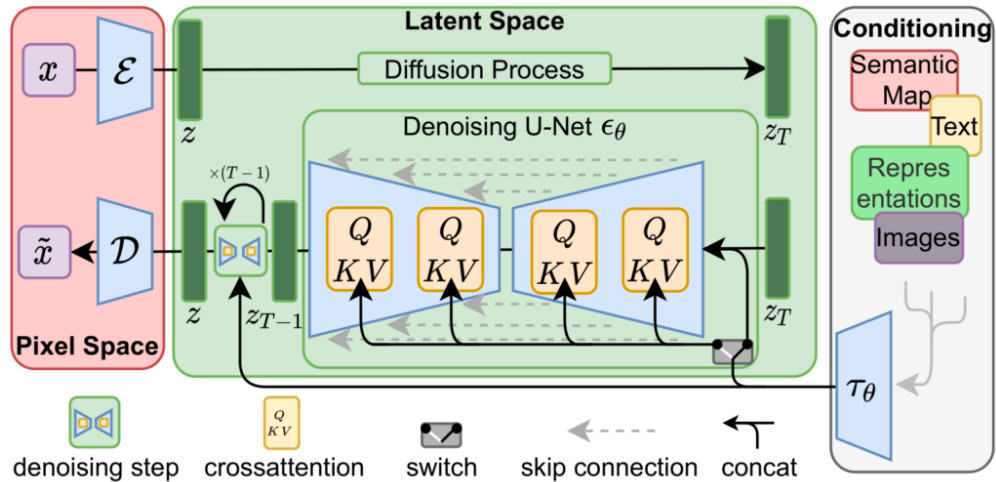 Latent Space
Conditioning
x
ℰ
Diffusion Process
z
z_T
Semantic
Map
Text
Denoising U-Net ϵ_θ
Repres
entations
Images
×(T−1)
Q
KV
Q
KV
Q
KV
Q
KV
x̃
𝒟
z
z_{T−1}
z_T
Pixel Space
τ_θ
Q
KV
denoising step
crossattention
switch
skip connection
concat